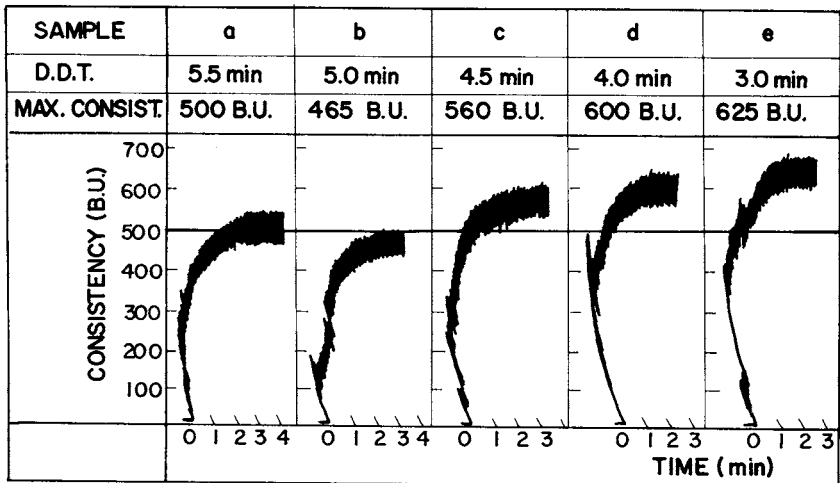 SAMPLE a b c d e
D.D.T. 5.5 min 5.0 min 4.5 min 4.0 min 3.0 min
MAX. CONSIST. 500 B.U. 465 B.U. 560 B.U. 600 B.U. 625 B.U.
700
600
500
400
300
200
100
CONSISTENCY (B.U.)
0 1 2 3 4 0 1 2 3 4 0 1 2 3 0 1 2 3 0 1 2 3
TIME (min)